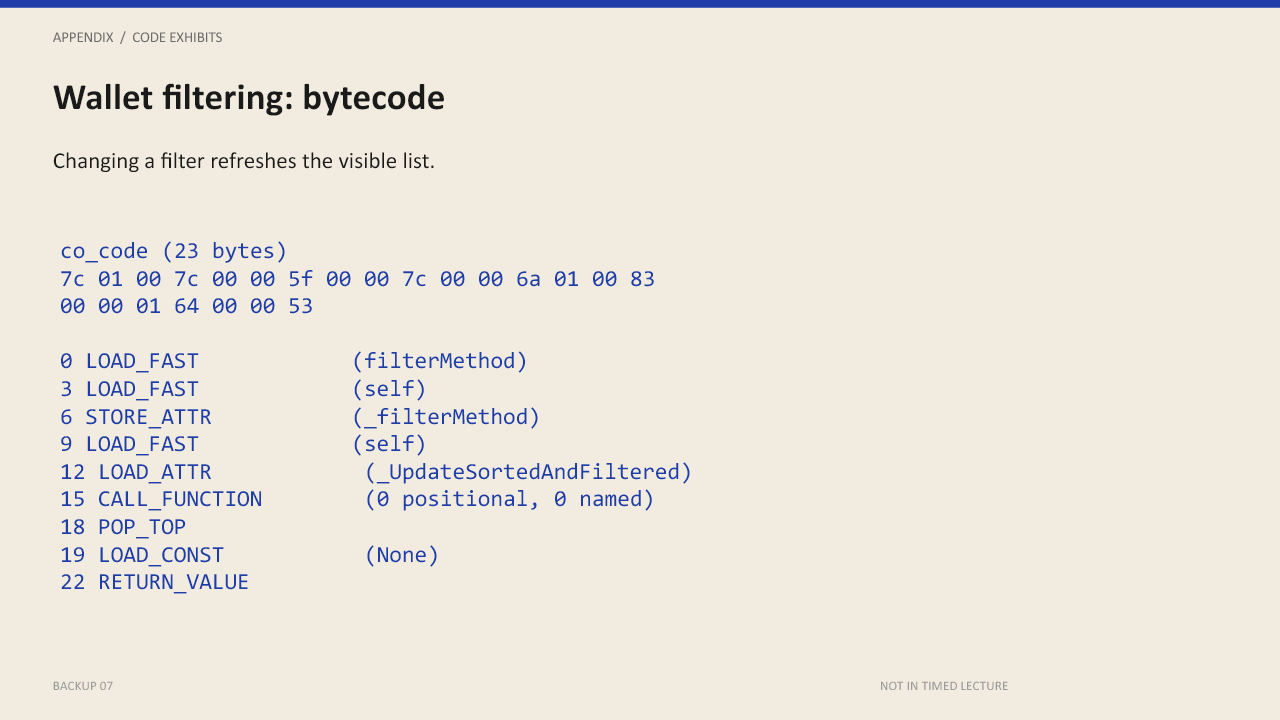 APPENDIX / CODE EXHIBITS
Wallet filtering: bytecode
Changing a filter refreshes the visible list.
co_code (23 bytes)
7c 01 00 7c 00 00 5f 00 00 7c 00 00 6a 01 00 83
00 00 01 64 00 00 53
0 LOAD_FAST (filterMethod)
3 LOAD_FAST (self)
6 STORE_ATTR (_filterMethod)
9 LOAD_FAST (self)
12 LOAD_ATTR (_UpdateSortedAndFiltered)
15 CALL_FUNCTION (0 positional, 0 named)
18 POP_TOP
19 LOAD_CONST (None)
22 RETURN_VALUE
BACKUP 07
NOT IN TIMED LECTURE